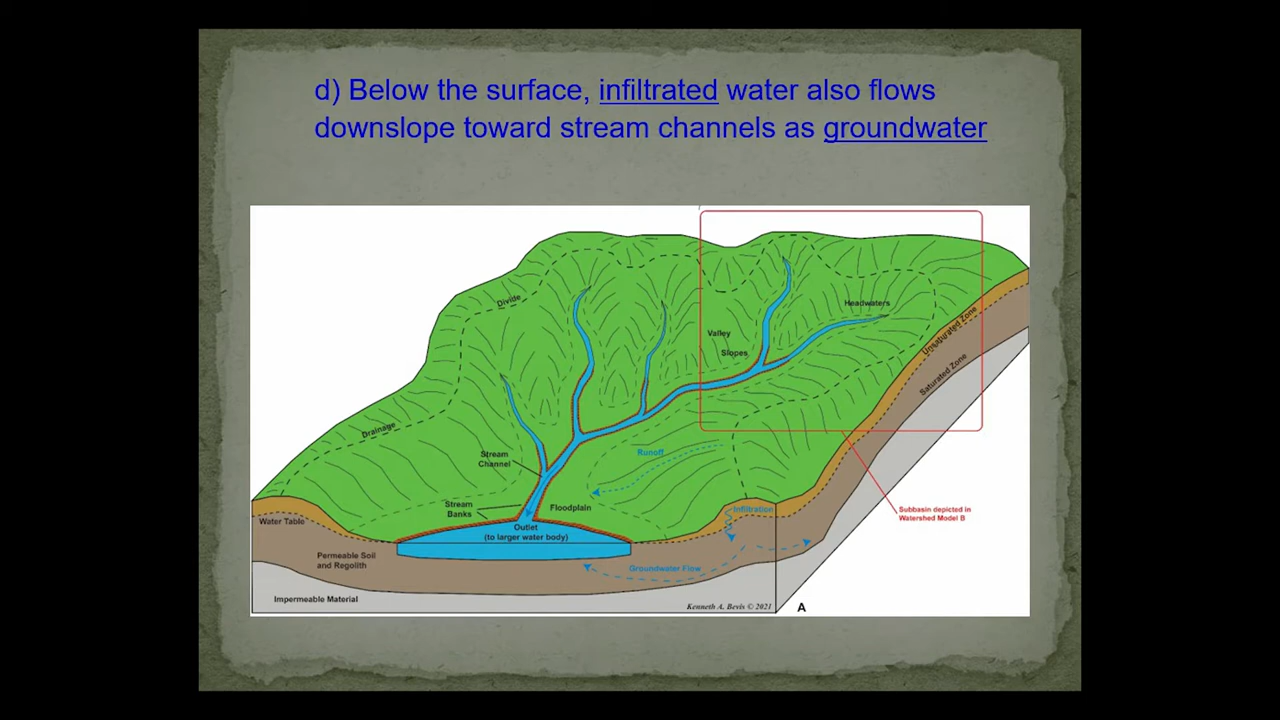 d) Below the surface, infiltrated water also flows
downslope toward stream channels as groundwater
Divide
Headwaters
Valley
Slopes
Unsaturated Zone
Saturated Zone
Drainage
Stream
Channel
Runoff
Stream
Banks
Floodplain
Infiltration
Subbasin depicted in
Watershed Model B
Water Table
Outlet
(to larger water body)
Permeable Soil
and Regolith
Groundwater Flow
Impermeable Material
Kenneth A. Bevis © 2021
A